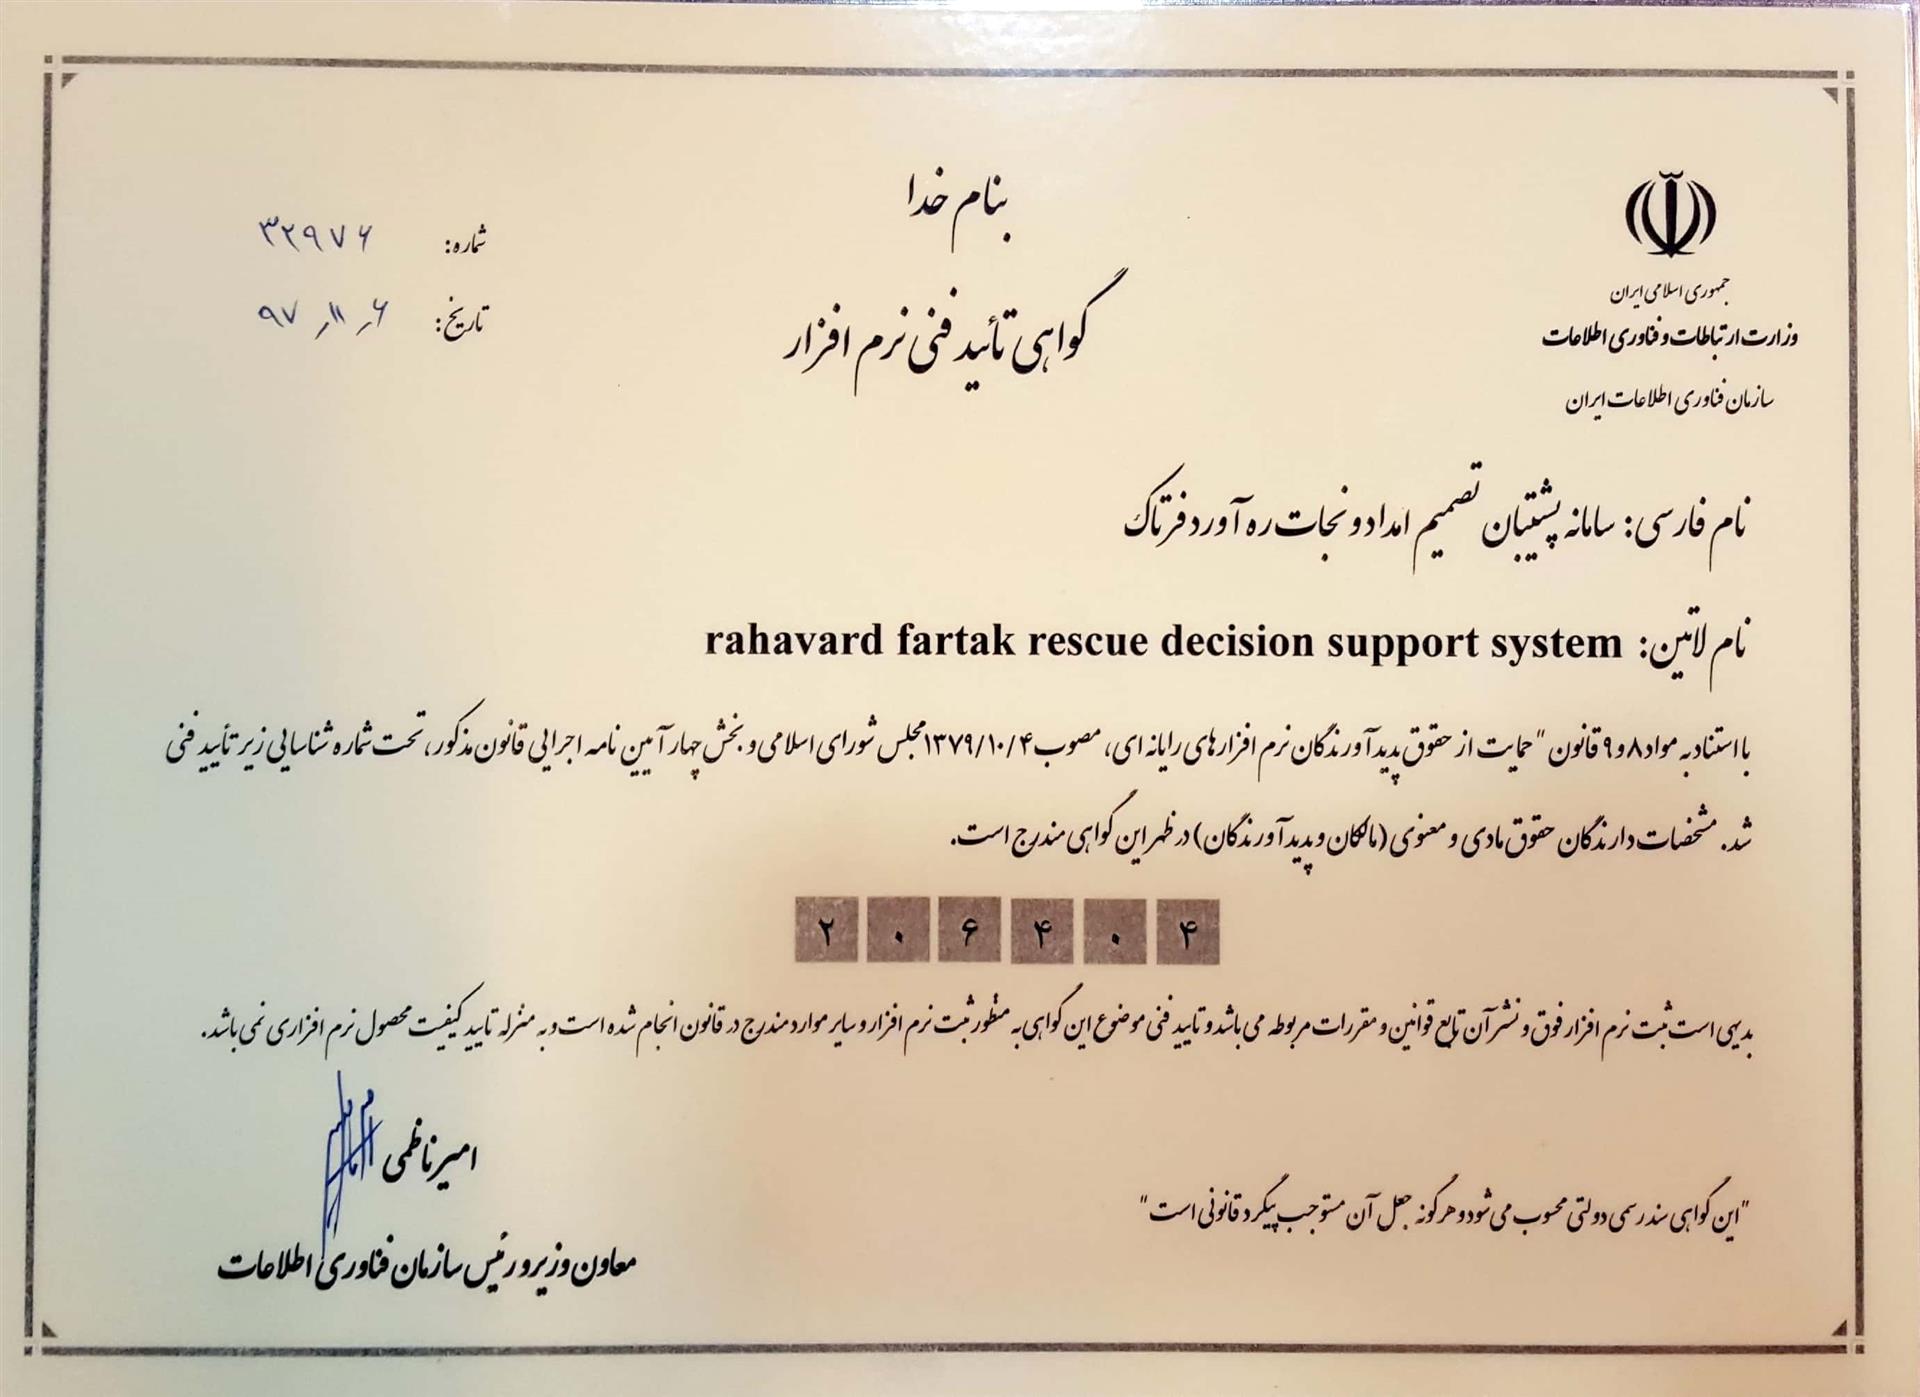 بنام خدا
جمهوری اسلامی ایران
وزارت ارتباطات و فناوری اطلاعات
سازمان فناوری اطلاعات ایران
گواهی تأئید فنی نرم افزار
شماره: ۳۲۹۷۶
تاریخ: ۹۷/۱۱/۶
نام فارسی: سامانه پشتیبان تصمیم امداد و نجات ره آورد فرتاک
نام لاتین: rahavard fartak rescue decision support system
با استناد به مواد ۸ و ۹ قانون " حمایت از حقوق پدیدآورندگان نرم افزارهای رایانه ای، مصوب ۱۳۷۹/۱۰/۴ مجلس شورای اسلامی و بخش چهار آیین نامه اجرایی قانون مذکور، تحت شماره شناسایی زیر تأیید فنی
شد. مشخصات دارندگان حقوق مادی و معنوی (مالکان و پدیدآورندگان) در ظهر این گواهی مندرج است.
۲۰۶۴۰۴
بدیهی است ثبت نرم افزار فوق و نشر آن تابع قوانین و مقررات مربوطه می باشد و تایید فنی موضوع این گواهی به منظور ثبت نرم افزار و سایر موارد مندرج در قانون انجام شده است و به منزله تایید کیفیت محصول نرم افزاری نمی باشد.
امیر ناظمی
معاون وزیر و رئیس سازمان فناوری اطلاعات
"این گواهی سند رسمی دولتی محسوب می شود و هرگونه جعل آن مستوجب پیگرد قانونی است"